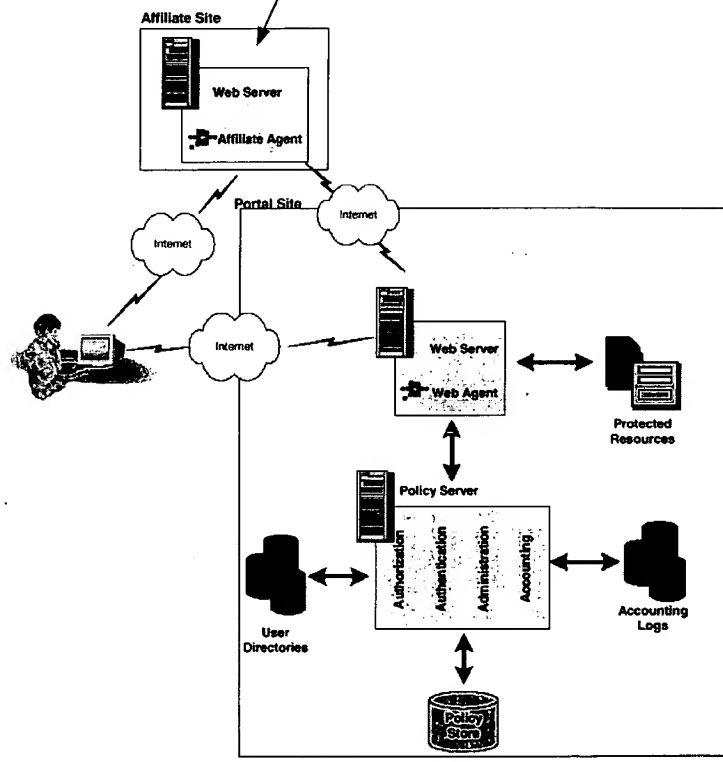 Affiliate Site
Web Server
Affiliate Agent
Portal Site
Internet
Internet
Internet
Web Server
Web Agent
Protected
Resources
Policy Server
Authorization
Authentication
Administration
Accounting
User
Directories
Accounting
Logs
Policy
Store